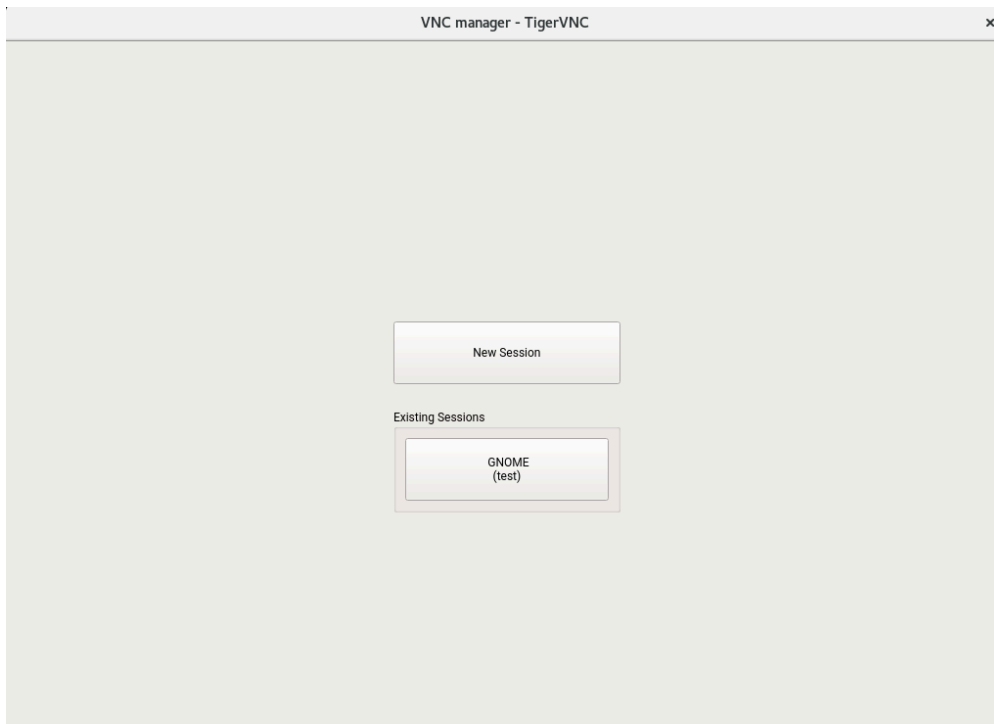 VNC manager - TigerVNC
New Session
Existing Sessions
GNOME
(test)